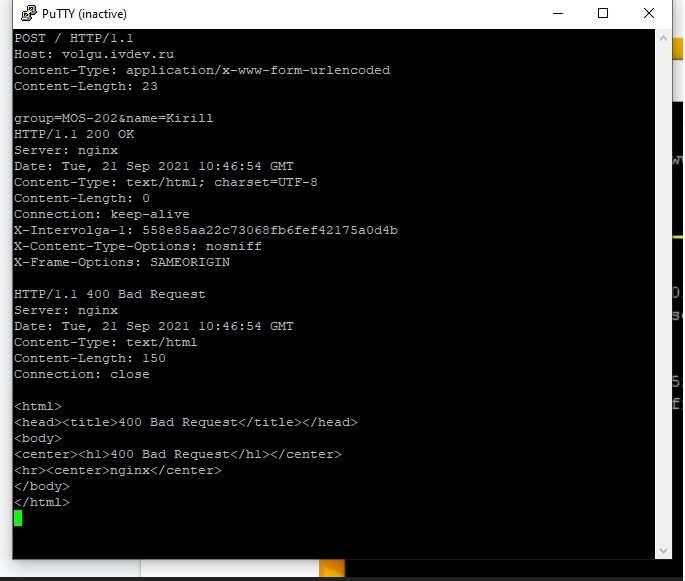 PuTTY (inactive)
POST / HTTP/1.1
Host: volgu.ivdev.ru
Content-Type: application/x-www-form-urlencoded
Content-Length: 23

group=MOS-202&name=Kirill
HTTP/1.1 200 OK
Server: nginx
Date: Tue, 21 Sep 2021 10:46:54 GMT
Content-Type: text/html; charset=UTF-8
Content-Length: 0
Connection: keep-alive
X-Intervolga-1: 558e85aa22c73068fb6fef42175a0d4b
X-Content-Type-Options: nosniff
X-Frame-Options: SAMEORIGIN

HTTP/1.1 400 Bad Request
Server: nginx
Date: Tue, 21 Sep 2021 10:46:54 GMT
Content-Type: text/html
Content-Length: 150
Connection: close

<html>
<head><title>400 Bad Request</title></head>
<body>
<center><h1>400 Bad Request</h1></center>
<hr><center>nginx</center>
</body>
</html>